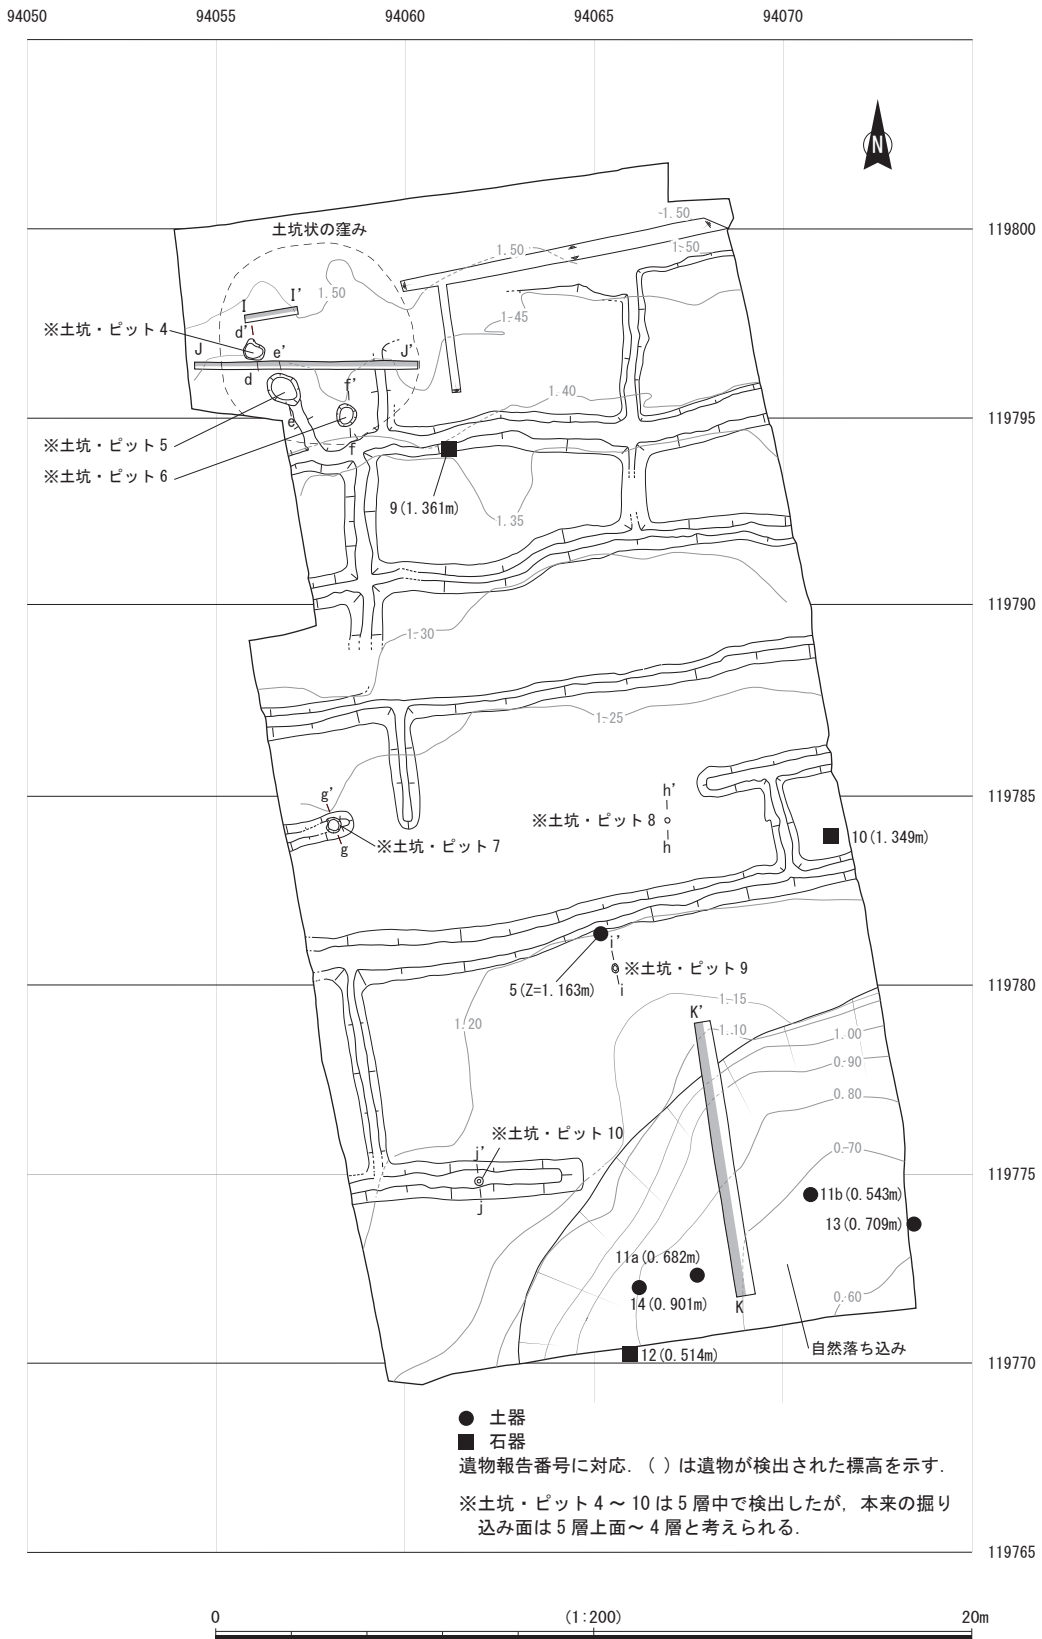 94050
94055
94060
94065
94070
N
119800
119795
119790
119785
119780
119775
119770
119765
土坑状の窪み
1.50
1.50
1.50
1.50
I
I'
※土坑・ピット4
d'
J
e'
J'
1.45
d
f'
1.40
e
※土坑・ピット5
f
※土坑・ピット6
9(1.361m)
1.35
1.30
1.25
g'
h'
※土坑・ピット8
※土坑・ピット7
g
h
10(1.349m)
i'
※土坑・ピット9
5(Z=1.163m)
i
1.15
K'
1.20
1.10
1.00
0.90
0.80
※土坑・ピット10
j'
0.70
j
11b(0.543m)
13(0.709m)
11a(0.682m)
14(0.901m)
0.60
K
自然落ち込み
12(0.514m)
土器
石器
遺物報告番号に対応. ( )は遺物が検出された標高を示す.
※土坑・ピット4～10は5層中で検出したが, 本来の掘り
込み面は5層上面～4層と考えられる.
0
(1:200)
20m